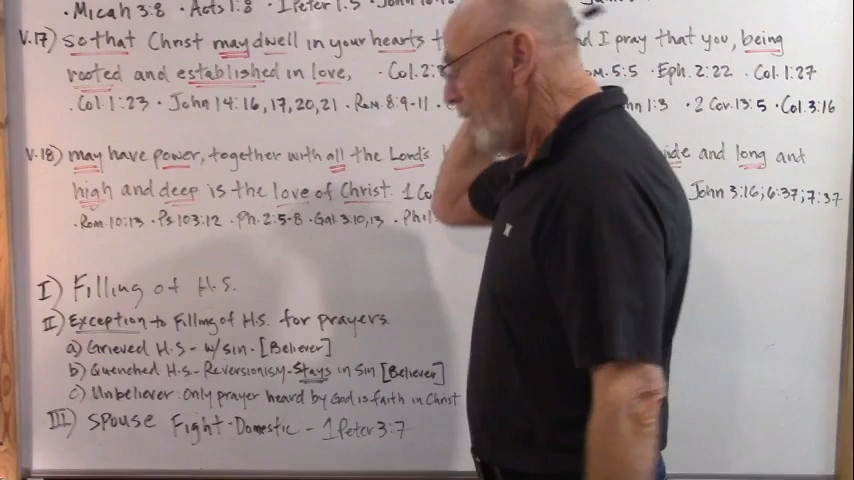 · Micah 3:8 · Acts 1:8 · 1 Peter 1:5
V.17) so that Christ may dwell in your hearts I pray that you, being
rooted and established in love, · Col. 2: 5:5 · Eph. 2:22 · Col. 1:27
· Col. 1:23 · John 14:16,17,20,21 · Rom. 8:9-11 · 1:3 · 2 Cor. 13:5 · Col. 3:16
V.18) may have power, together with all the Lord's and long and
high and deep is the love of Christ. John 3:16; 6:37; 7:37
· Rom. 10:13 · Ps. 103:12 · Ph. 2:5-8 · Gal. 3:10,13
I) Filling of H.S.
II) Exception to Filling of H.S. for prayers.
a) Grieved H.S - w/sin. [Believer]
b) Quenched H.S - Reversionism - Stays in Sin [Believer]
c) Unbeliever: Only prayer heard by God is faith in Christ
III) Spouse Fight - Domestic - 1 Peter 3:7